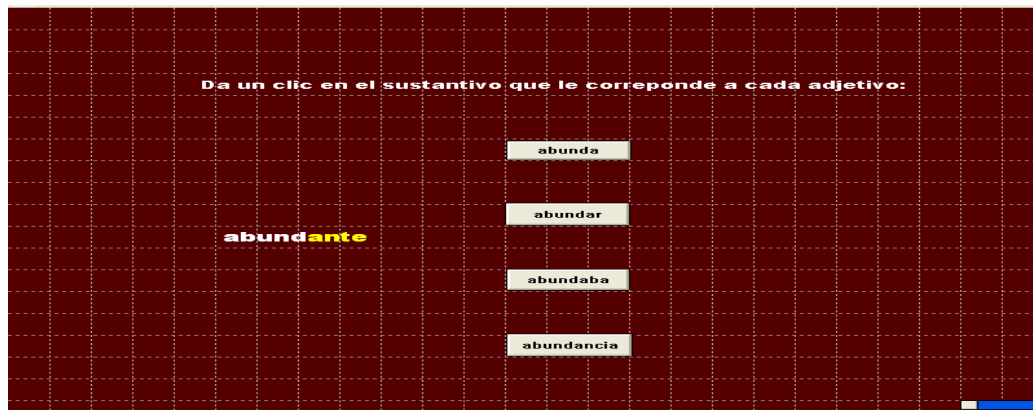 Da un clic en el sustantivo que le correponde a cada adjetivo:
abunda
abundar
abundante
abundaba
abundancia